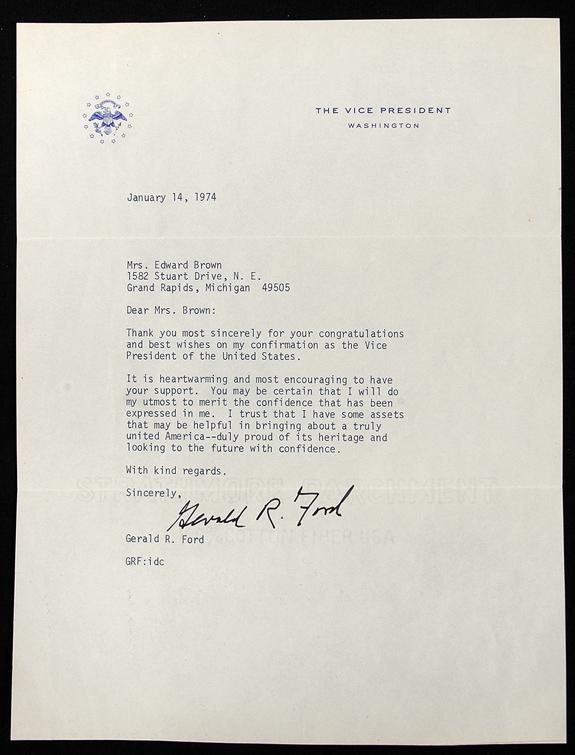 THE VICE PRESIDENT
WASHINGTON
January 14, 1974
Mrs. Edward Brown
1582 Stuart Drive, N. E.
Grand Rapids, Michigan 49505
Dear Mrs. Brown:
Thank you most sincerely for your congratulations
and best wishes on my confirmation as the Vice
President of the United States.
It is heartwarming and most encouraging to have
your support. You may be certain that I will do
my utmost to merit the confidence that has been
expressed in me. I trust that I have some assets
that may be helpful in bringing about a truly
united America--duly proud of its heritage and
looking to the future with confidence.
With kind regards.
Sincerely,
Gerald R. Ford
Gerald R. Ford
GRF:idc
STRATHMORE PARCHMENT